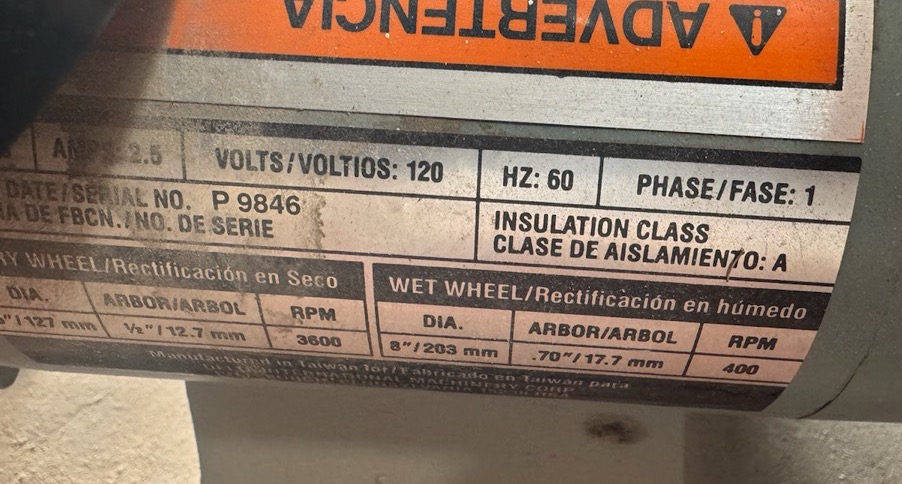 ADVERTENCIA
AMPS: 2.5 VOLTS/VOLTIOS: 120 HZ: 60 PHASE/FASE: 1
DATE/SERIAL NO. P 9846
DE FBCN./NO. DE SERIE
INSULATION CLASS
CLASE DE AISLAMIENTO: A
WHEEL/Rectificación en Seco
DIA. ARBOR/ARBOL RPM
/127 mm ½"/12.7 mm 3600
WET WHEEL/Rectificación en húmedo
DIA. ARBOR/ARBOL RPM
8"/203 mm .70"/17.7 mm 400
Manufactured in Taiwan for/Fabricado en Taiwán para
MACHINERY CORP